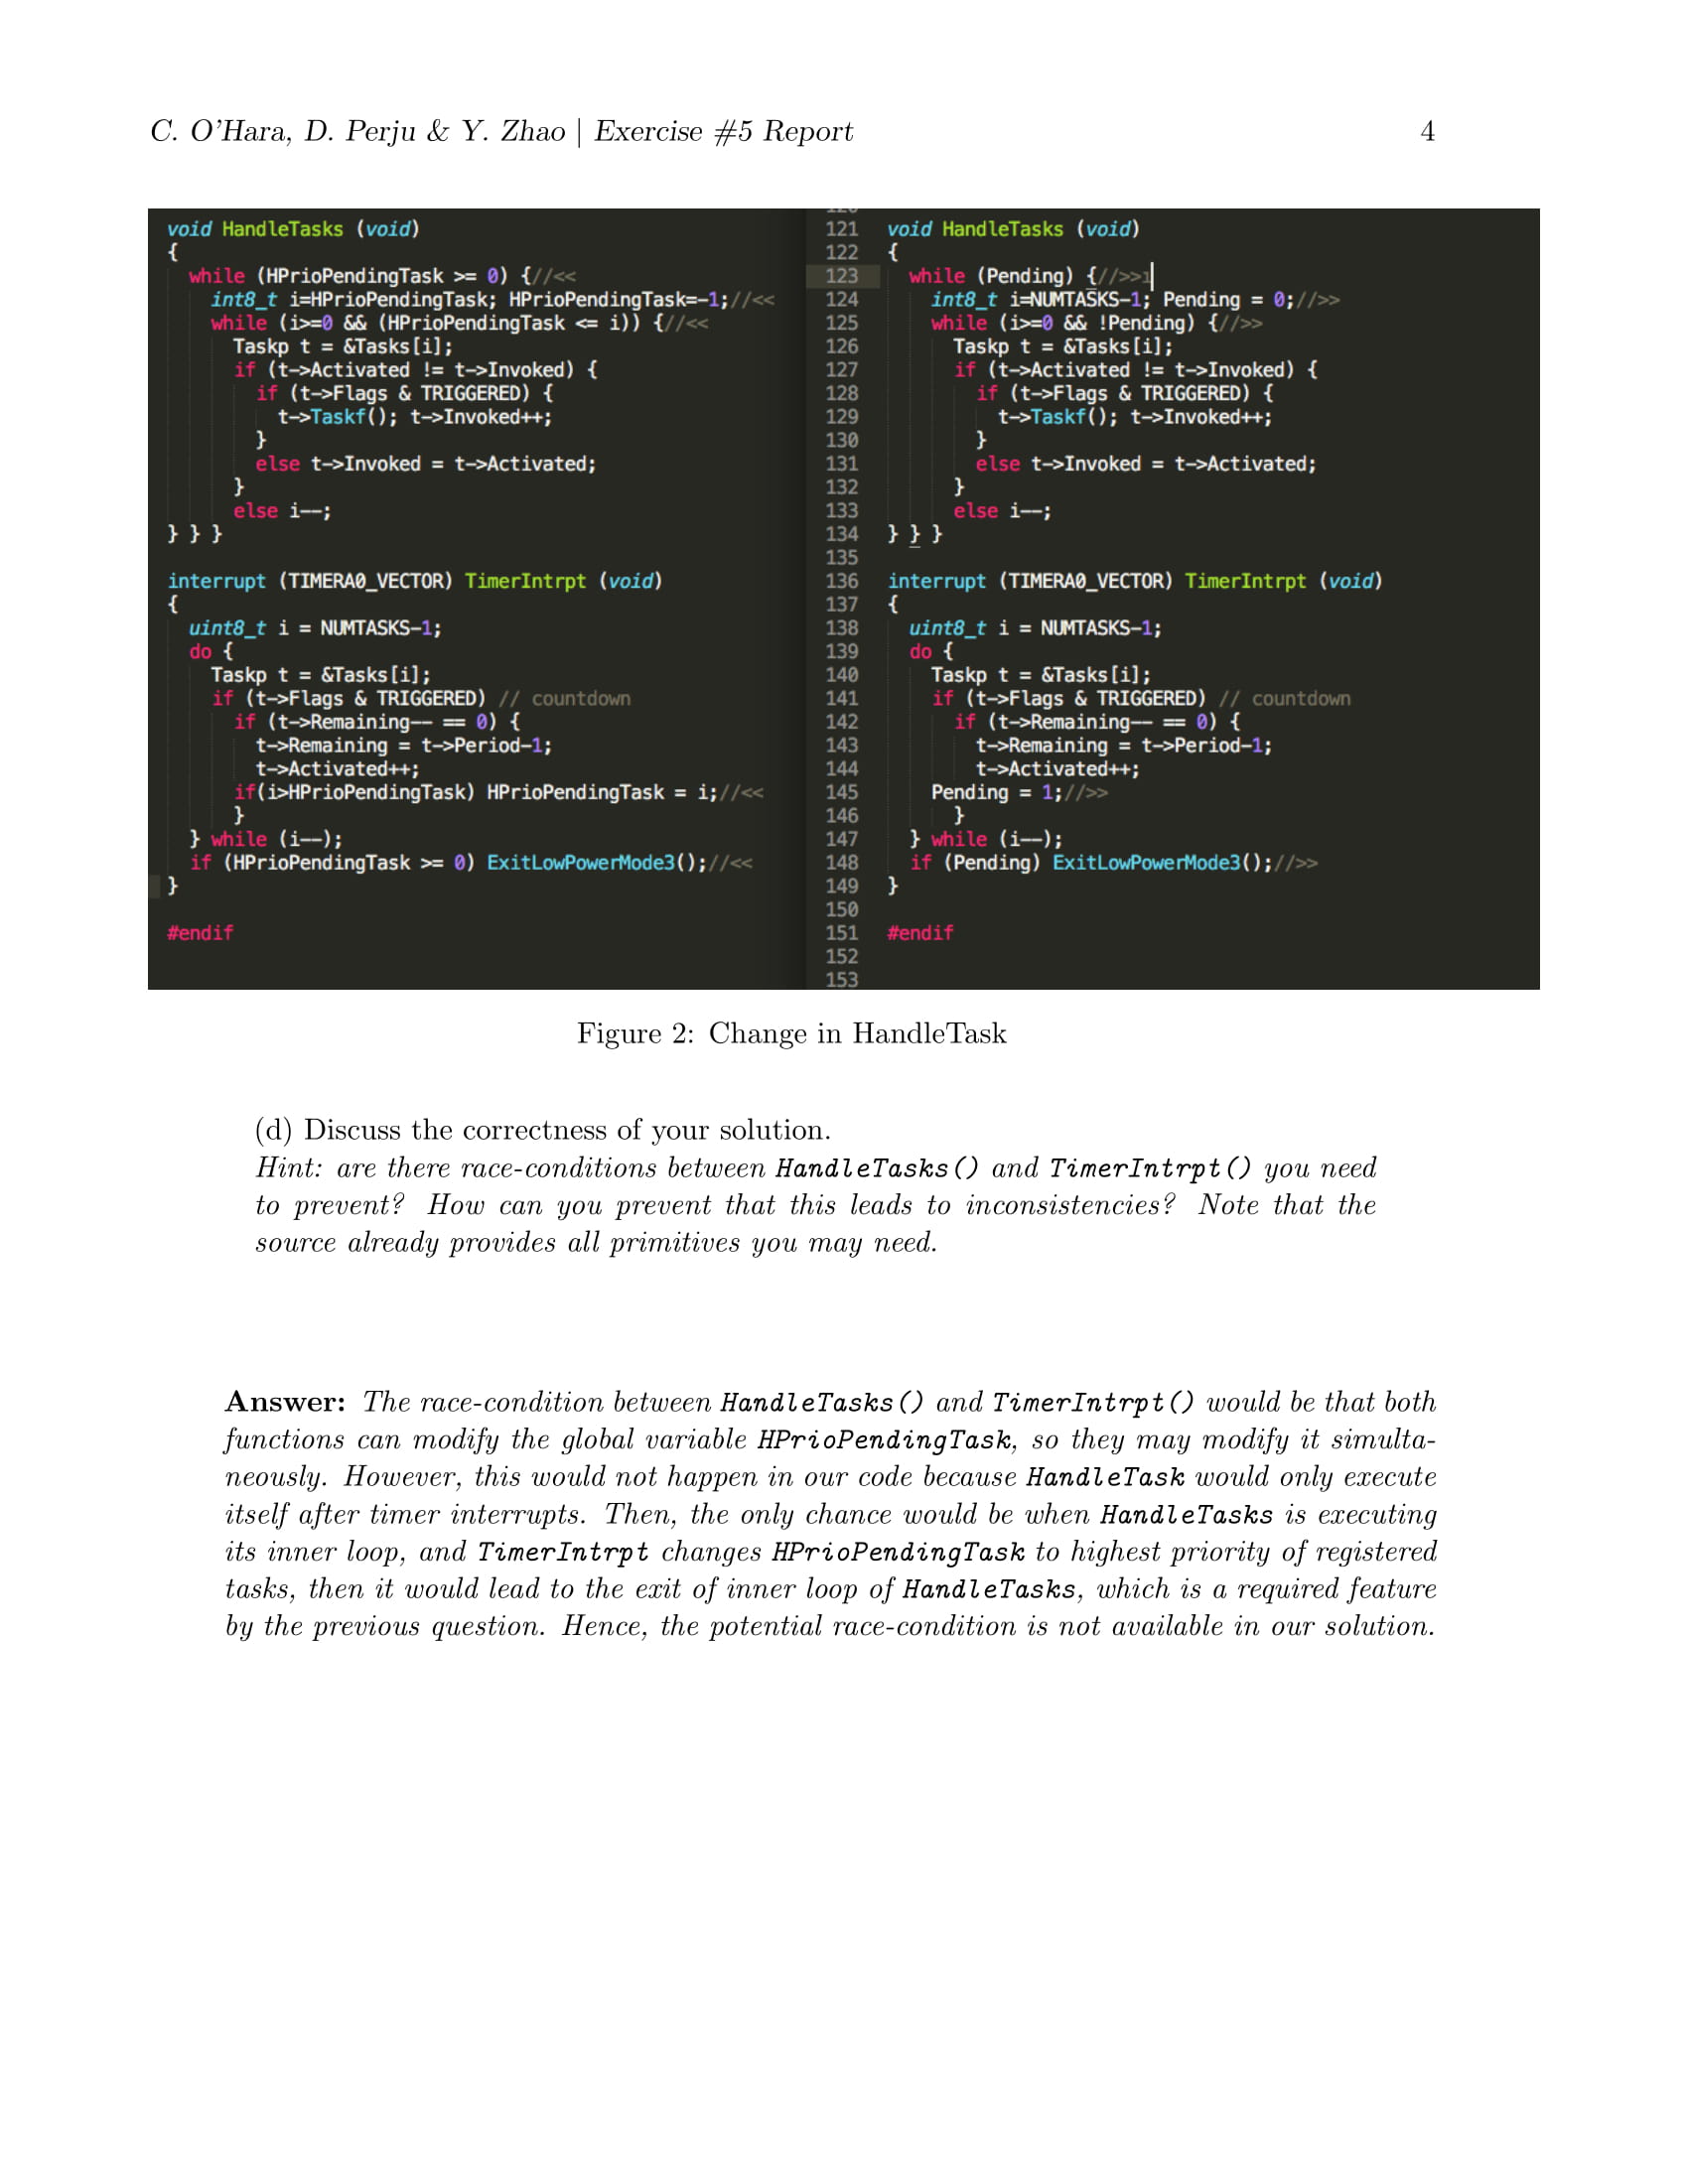 C. O'Hara, D. Perju & Y. Zhao | Exercise #5 Report 4
void HandleTasks (void)
{
while (HPrioPendingTask >= 0) {//<<
int8_t i=HPrioPendingTask; HPrioPendingTask=-1;//<<
while (i>=0 && (HPrioPendingTask <= i)) {//<<
Taskp t = &Tasks[i];
if (t->Activated != t->Invoked) {
if (t->Flags & TRIGGERED) {
t->Taskf(); t->Invoked++;
}
else t->Invoked = t->Activated;
}
else i--;
} } }
interrupt (TIMERA0_VECTOR) TimerIntrpt (void)
{
uint8_t i = NUMTASKS-1;
do {
Taskp t = &Tasks[i];
if (t->Flags & TRIGGERED) // countdown
if (t->Remaining-- == 0) {
t->Remaining = t->Period-1;
t->Activated++;
if(i>HPrioPendingTask) HPrioPendingTask = i;//<<
}
} while (i--);
if (HPrioPendingTask >= 0) ExitLowPowerMode3();//<<
}
#endif
121 void HandleTasks (void)
122 {
123 while (Pending) {//>>i
124 int8_t i=NUMTASKS-1; Pending = 0;//>>
125 while (i>=0 && !Pending) {//>>
126 Taskp t = &Tasks[i];
127 if (t->Activated != t->Invoked) {
128 if (t->Flags & TRIGGERED) {
129 t->Taskf(); t->Invoked++;
130 }
131 else t->Invoked = t->Activated;
132 }
133 else i--;
134 } } }
135
136 interrupt (TIMERA0_VECTOR) TimerIntrpt (void)
137 {
138 uint8_t i = NUMTASKS-1;
139 do {
140 Taskp t = &Tasks[i];
141 if (t->Flags & TRIGGERED) // countdown
142 if (t->Remaining-- == 0) {
143 t->Remaining = t->Period-1;
144 t->Activated++;
145 Pending = 1;//>>
146 }
147 } while (i--);
148 if (Pending) ExitLowPowerMode3();//>>
149 }
150
151 #endif
152
153
Figure 2: Change in HandleTask
(d) Discuss the correctness of your solution.
Hint: are there race-conditions between HandleTasks() and TimerIntrpt() you need
to prevent? How can you prevent that this leads to inconsistencies? Note that the
source already provides all primitives you may need.
Answer: The race-condition between HandleTasks() and TimerIntrpt() would be that both
functions can modify the global variable HPrioPendingTask, so they may modify it simulta-
neously. However, this would not happen in our code because HandleTask would only execute
itself after timer interrupts. Then, the only chance would be when HandleTasks is executing
its inner loop, and TimerIntrpt changes HPrioPendingTask to highest priority of registered
tasks, then it would lead to the exit of inner loop of HandleTasks, which is a required feature
by the previous question. Hence, the potential race-condition is not available in our solution.